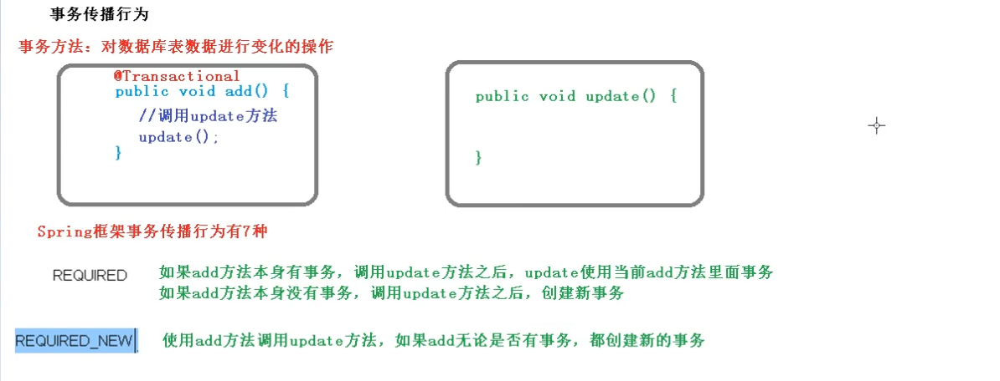 事务传播行为
事务方法：对数据库表数据进行变化的操作
@Transactional
public void add() {
//调用update方法
update();
}
public void update() {
}
Spring框架事务传播行为有7种
REQUIRED
如果add方法本身有事务，调用update方法之后，update使用当前add方法里面事务
如果add方法本身没有事务，调用update方法之后，创建新事务
REQUIRED_NEW
使用add方法调用update方法，如果add无论是否有事务，都创建新的事务